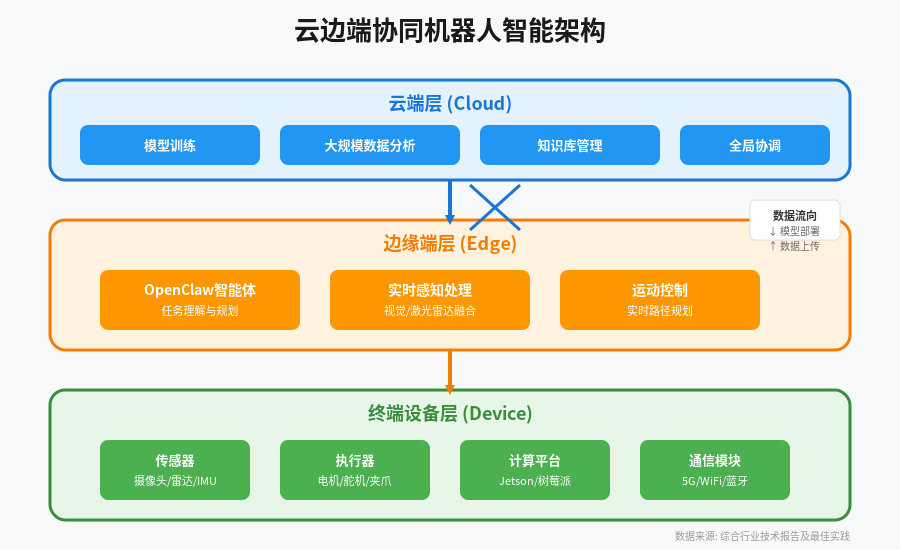 云边端协同机器人智能架构
云端层 (Cloud)
模型训练
大规模数据分析
知识库管理
全局协调
数据流向
↓ 模型部署
↑ 数据上传
边缘端层 (Edge)
OpenClaw智能体
任务理解与规划
实时感知处理
视觉/激光雷达融合
运动控制
实时路径规划
终端设备层 (Device)
传感器
摄像头/雷达/IMU
执行器
电机/舵机/夹爪
计算平台
Jetson/树莓派
通信模块
5G/WiFi/蓝牙
数据来源: 综合行业技术报告及最佳实践